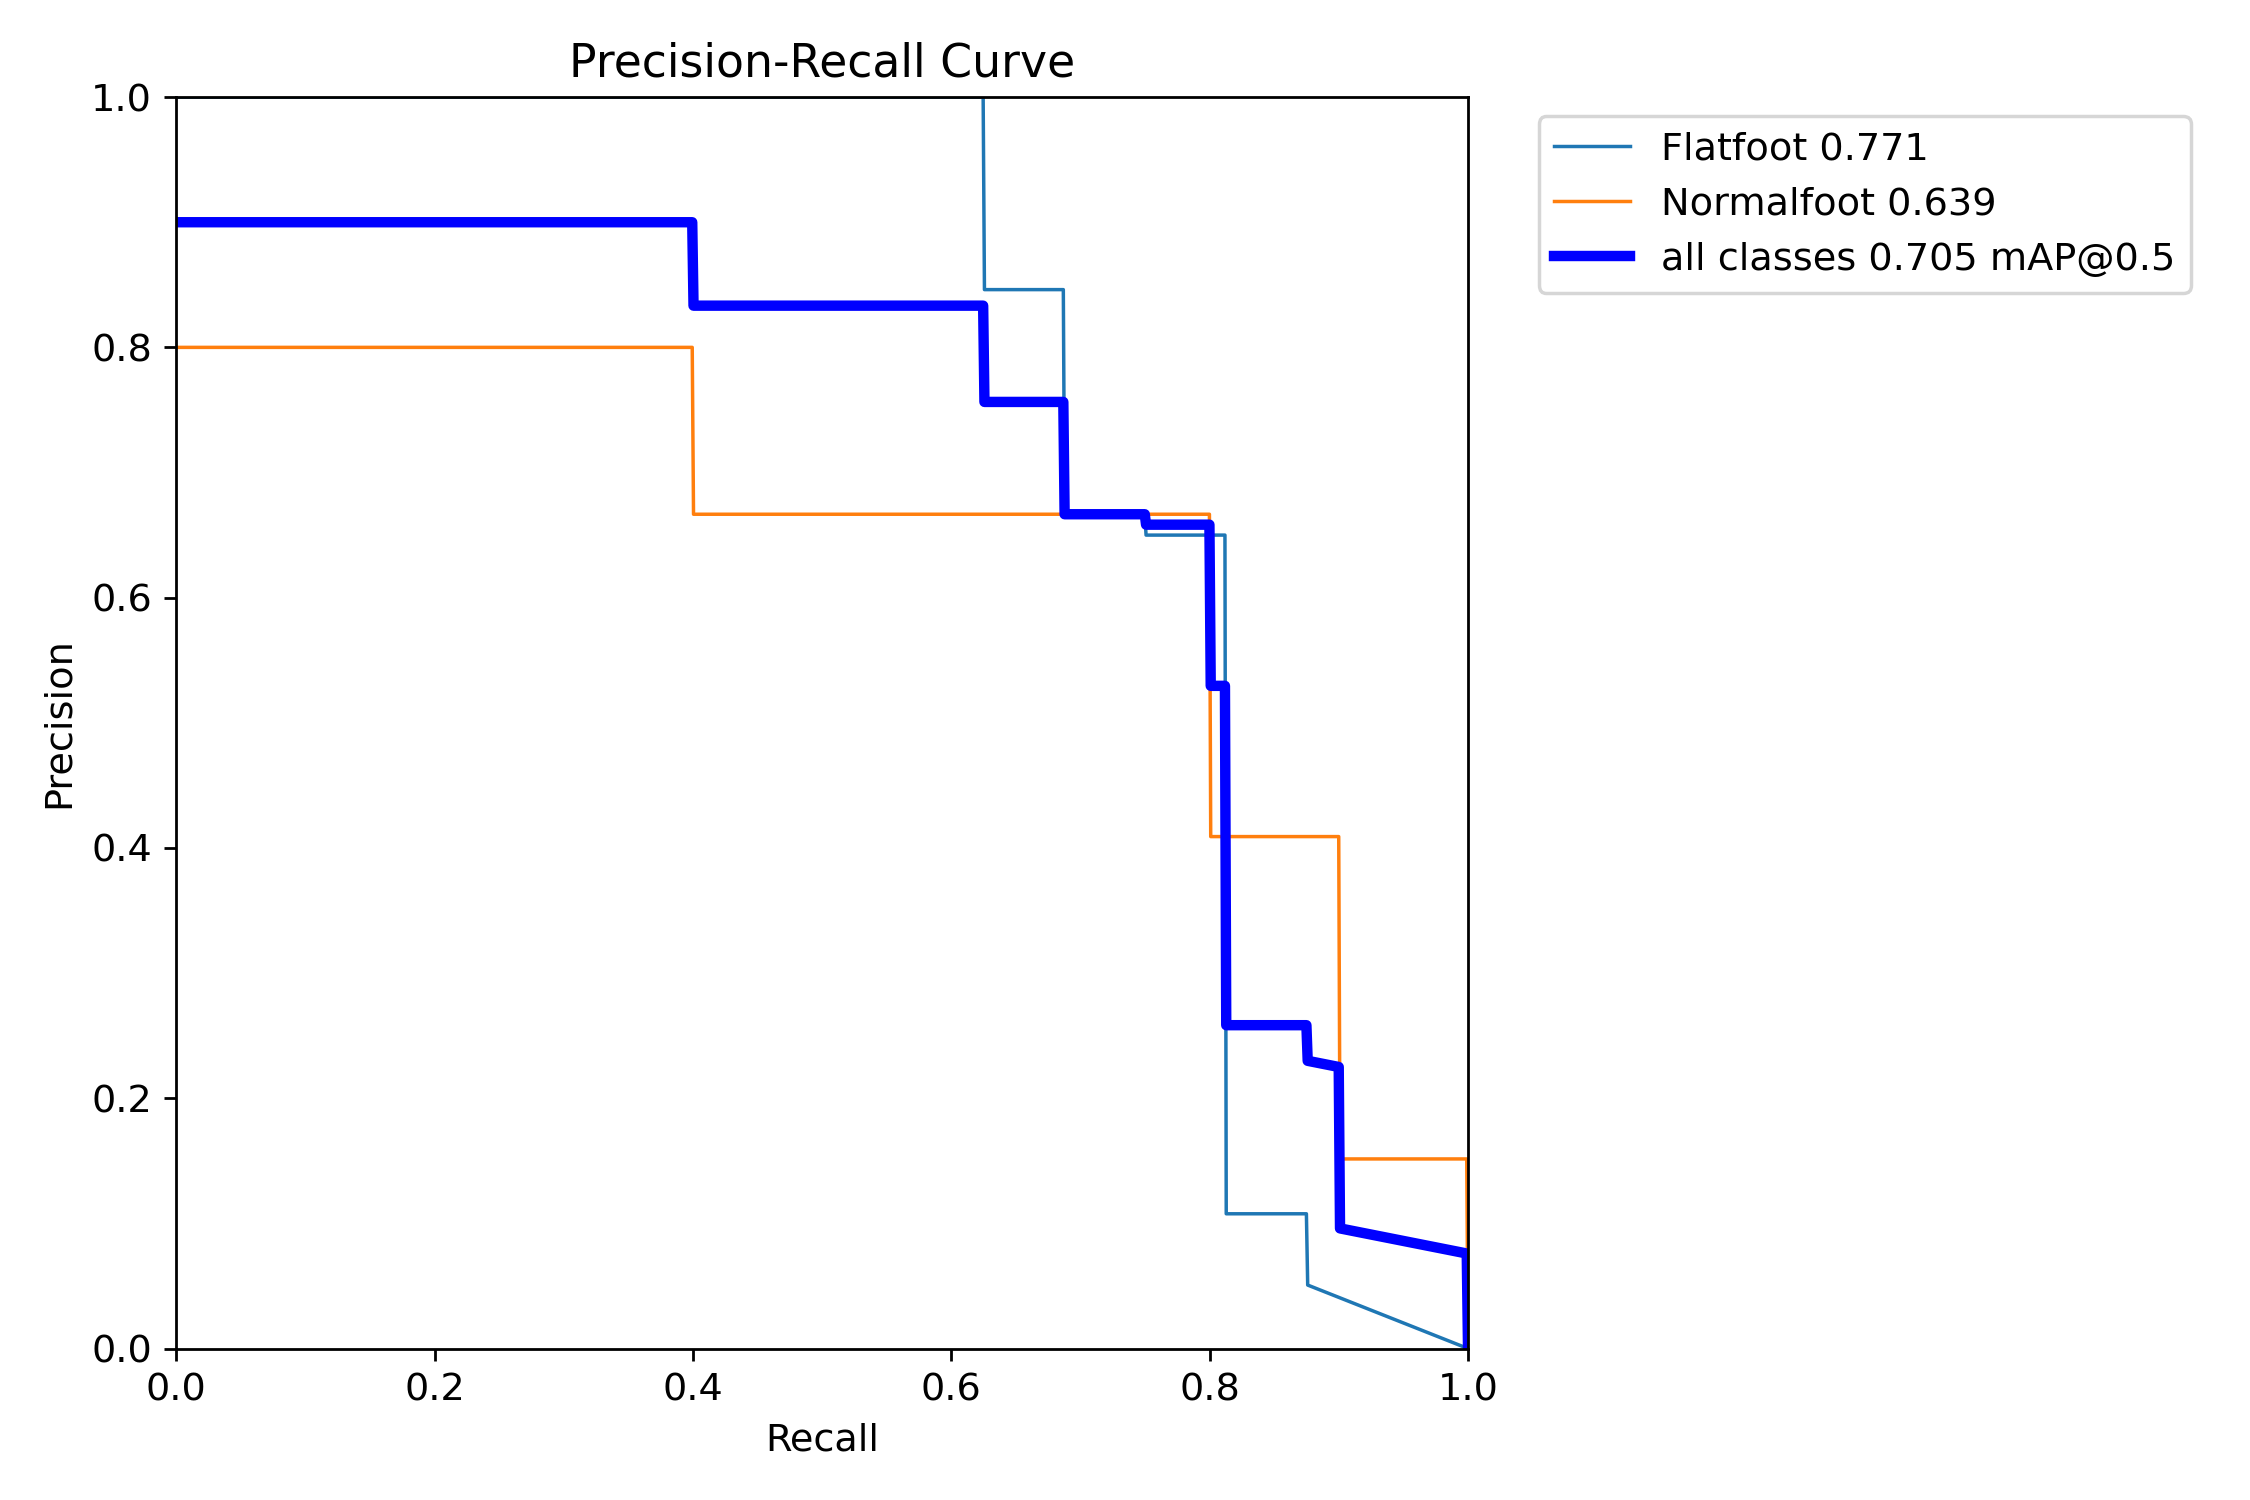 Precision-Recall Curve
1.0
0.8
0.6
0.4
0.2
0.0
Precision
0.0 0.2 0.4 0.6 0.8 1.0
Recall
Flatfoot 0.771
Normalfoot 0.639
all classes 0.705 mAP@0.5